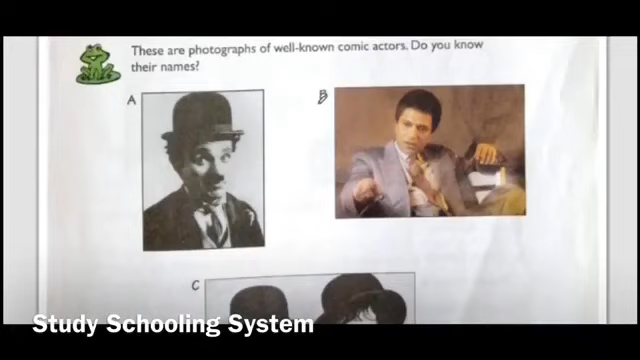 These are photographs of well-known comic actors. Do you know
their names?
A
B
C
Study Schooling System